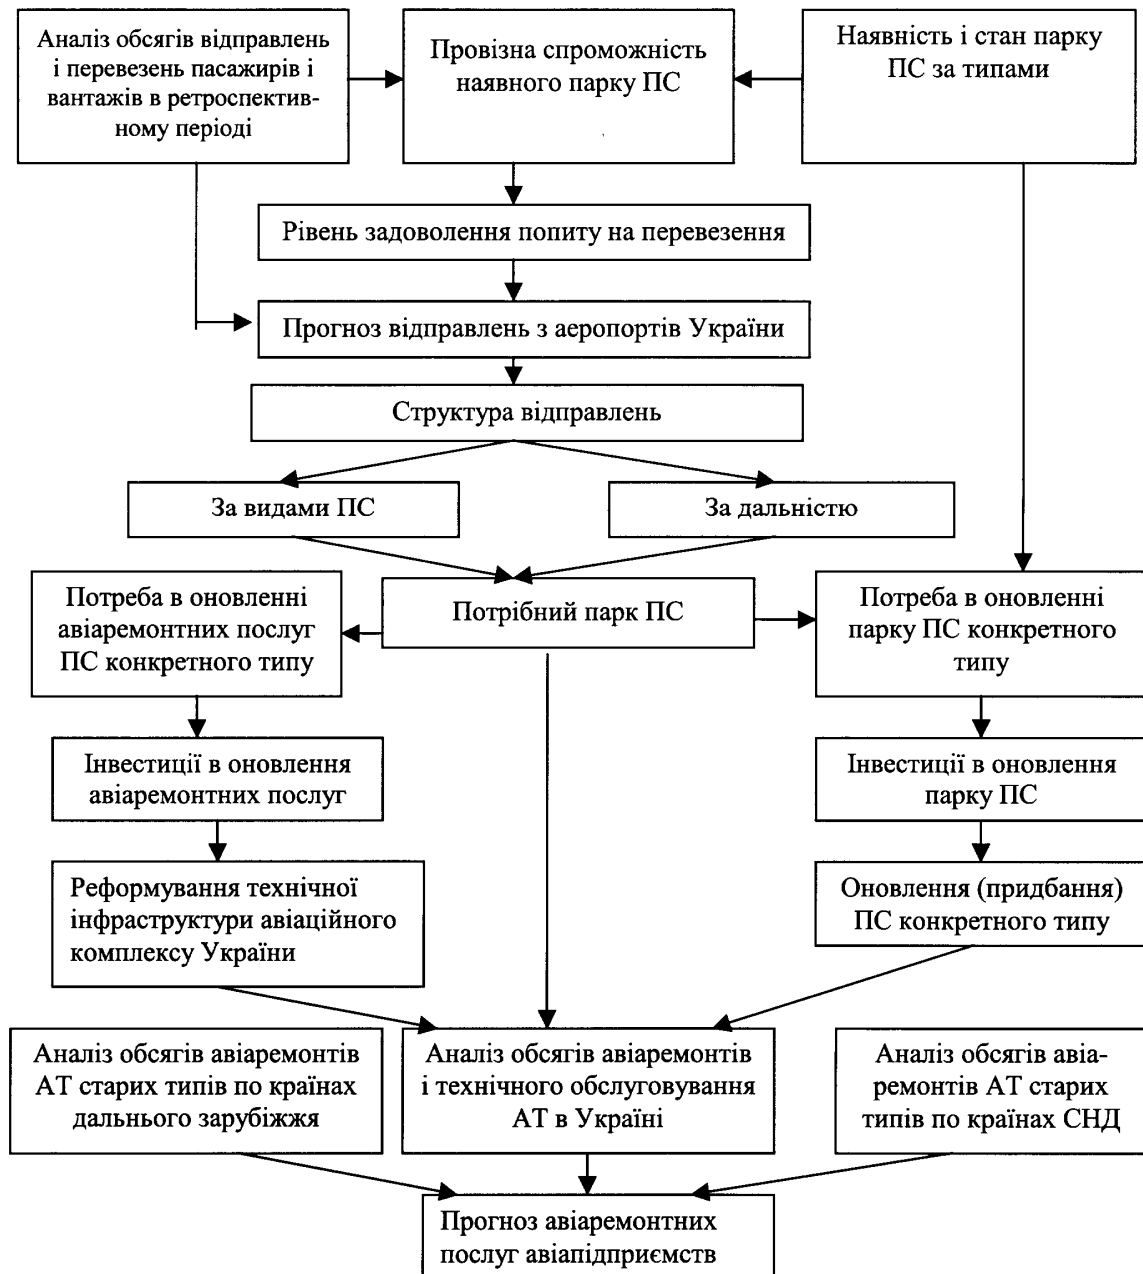 Аналіз обсягів відправлень
і перевезень пасажирів і
вантажів в ретроспектив-
ному періоді
Провізна спроможність
наявного парку ПС
Наявність і стан парку
ПС за типами
Рівень задоволення попиту на перевезення
Прогноз відправлень з аеропортів України
Структура відправлень
За видами ПС
За дальністю
Потреба в оновленні
авіаремонтних послуг
ПС конкретного типу
Потрібний парк ПС
Потреба в оновленні
парку ПС конкретного
типу
Інвестиції в оновлення
авіаремонтних послуг
Інвестиції в оновлення
парку ПС
Реформування технічної
інфраструктури авіаційного
комплексу України
Оновлення (придбання)
ПС конкретного типу
Аналіз обсягів авіаремонтів
АТ старих типів по країнах
дальнього зарубіжжя
Аналіз обсягів авіаремонтів
і технічного обслуговування
АТ в Україні
Аналіз обсягів авіа-
ремонтів АТ старих
типів по країнах СНД
Прогноз авіаремонтних
послуг авіапідприємств